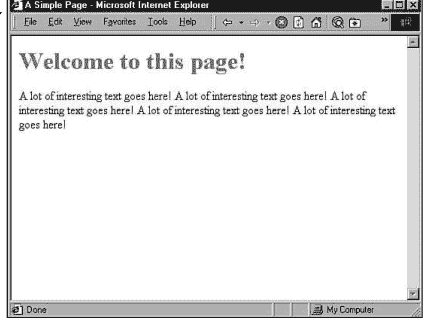 A Simple Page - Microsoft Internet Explorer
File Edit View Favorites Tools Help »
Welcome to this page!
A lot of interesting text goes here! A lot of interesting text goes here! A lot of
interesting text goes here! A lot of interesting text goes here! A lot of interesting text
goes here!
Done My Computer